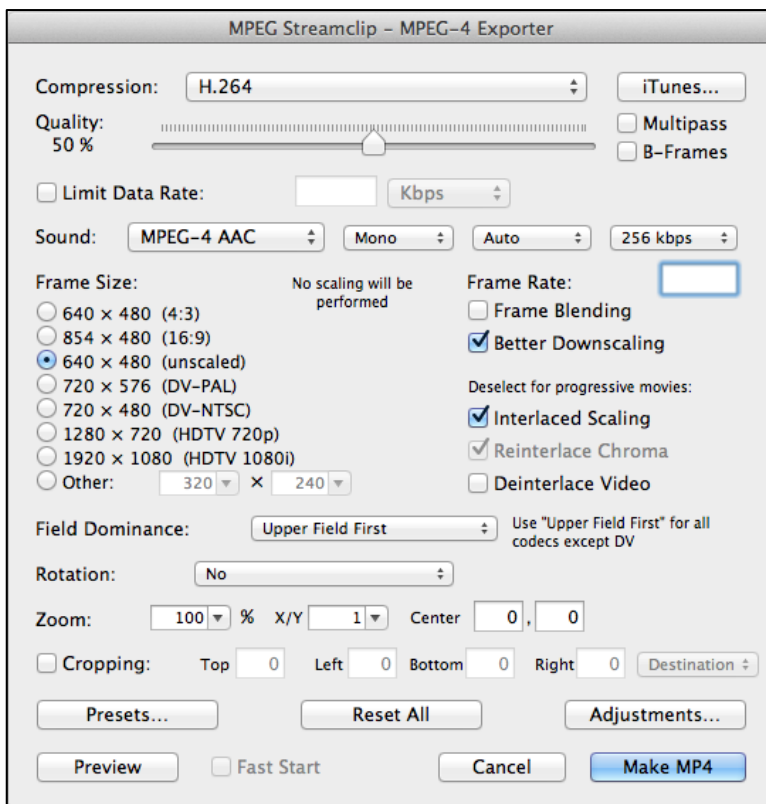 MPEG Streamclip – MPEG-4 Exporter
Compression: H.264 iTunes...
Quality: Multipass
50 % B-Frames
Limit Data Rate: Kbps
Sound: MPEG-4 AAC Mono Auto 256 kbps
Frame Size: No scaling will be performed Frame Rate:
640 × 480 (4:3) Frame Blending
854 × 480 (16:9) Better Downscaling
640 × 480 (unscaled)
720 × 576 (DV-PAL) Deselect for progressive movies:
720 × 480 (DV-NTSC) Interlaced Scaling
1280 × 720 (HDTV 720p) Reinterlace Chroma
1920 × 1080 (HDTV 1080i)
Other: 320 × 240 Deinterlace Video
Field Dominance: Upper Field First Use "Upper Field First" for all codecs except DV
Rotation: No
Zoom: 100 % X/Y 1 Center 0 , 0
Cropping: Top 0 Left 0 Bottom 0 Right 0 Destination
Presets... Reset All Adjustments...
Preview Fast Start Cancel Make MP4